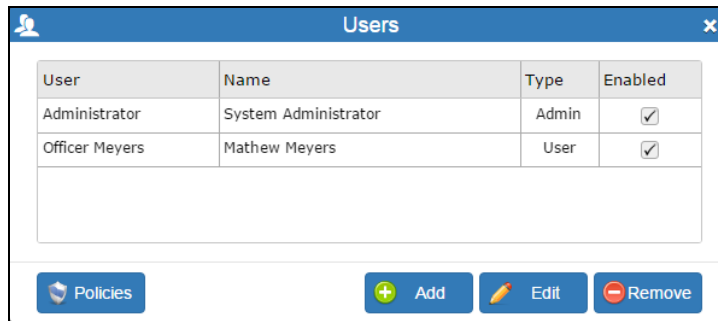 Users
User Name Type Enabled
Administrator System Administrator Admin
Officer Meyers Mathew Meyers User
Policies Add Edit Remove